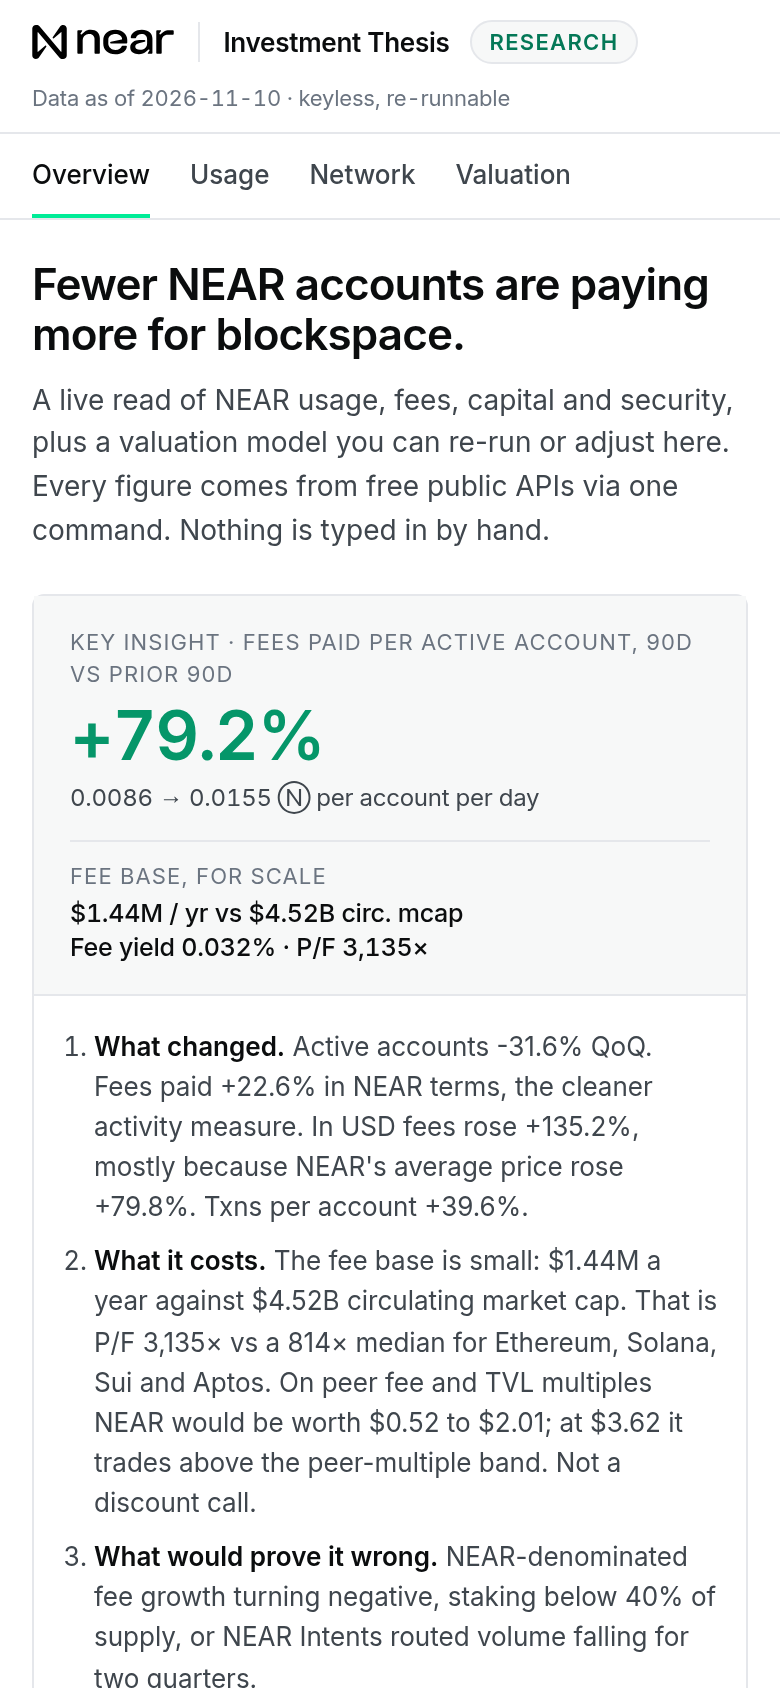 near
Investment Thesis
RESEARCH
Data as of 2026-11-10 · keyless, re-runnable
Overview Usage Network Valuation
Fewer NEAR accounts are paying
more for blockspace.
A live read of NEAR usage, fees, capital and security,
plus a valuation model you can re-run or adjust here.
Every figure comes from free public APIs via one
command. Nothing is typed in by hand.
KEY INSIGHT · FEES PAID PER ACTIVE ACCOUNT, 90D
VS PRIOR 90D
+79.2%
0.0086 → 0.0155 Ⓝ per account per day
FEE BASE, FOR SCALE
$1.44M / yr vs $4.52B circ. mcap
Fee yield 0.032% · P/F 3,135×
1. What changed. Active accounts -31.6% QoQ.
Fees paid +22.6% in NEAR terms, the cleaner
activity measure. In USD fees rose +135.2%,
mostly because NEAR's average price rose
+79.8%. Txns per account +39.6%.
2. What it costs. The fee base is small: $1.44M a
year against $4.52B circulating market cap. That is
P/F 3,135× vs a 814× median for Ethereum, Solana,
Sui and Aptos. On peer fee and TVL multiples
NEAR would be worth $0.52 to $2.01; at $3.62 it
trades above the peer-multiple band. Not a
discount call.
3. What would prove it wrong. NEAR-denominated
fee growth turning negative, staking below 40% of
supply, or NEAR Intents routed volume falling for
two quarters.